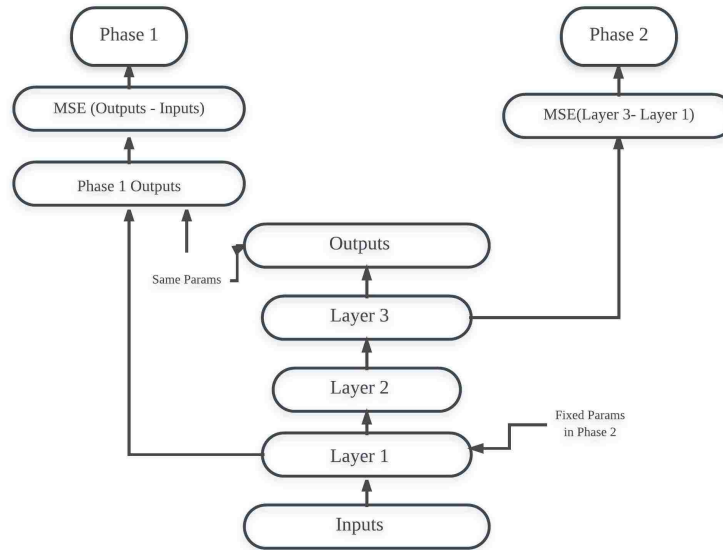 Phase 1
Phase 2
MSE (Outputs - Inputs)
MSE(Layer 3- Layer 1)
Phase 1 Outputs
Outputs
Same Params
Layer 3
Layer 2
Fixed Params
in Phase 2
Layer 1
Inputs